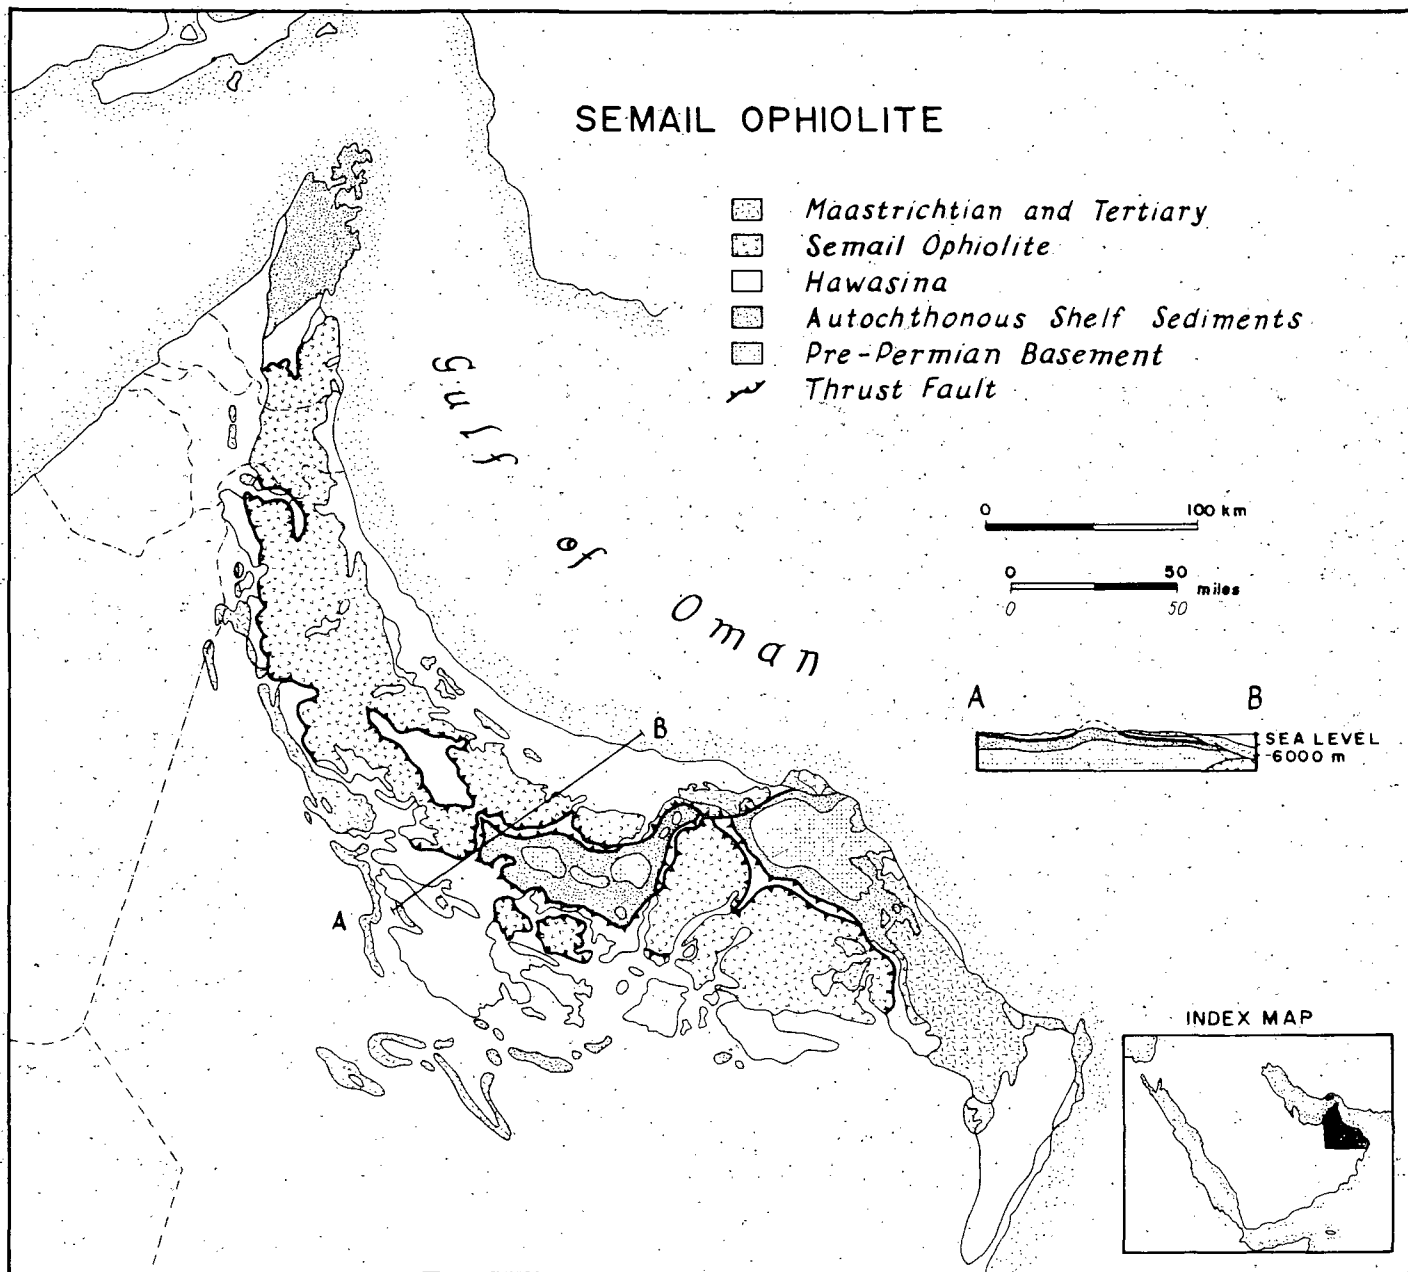 SEMAIL OPHIOLITE
Maastrichtian and Tertiary
Semail Ophiolite
Hawasina
Autochthonous Shelf Sediments
Pre-Permian Basement
Thrust Fault
Gulf of Oman
0 100 km
0 50 miles
0 50
A B
SEA LEVEL
-6000 m
B
A
INDEX MAP